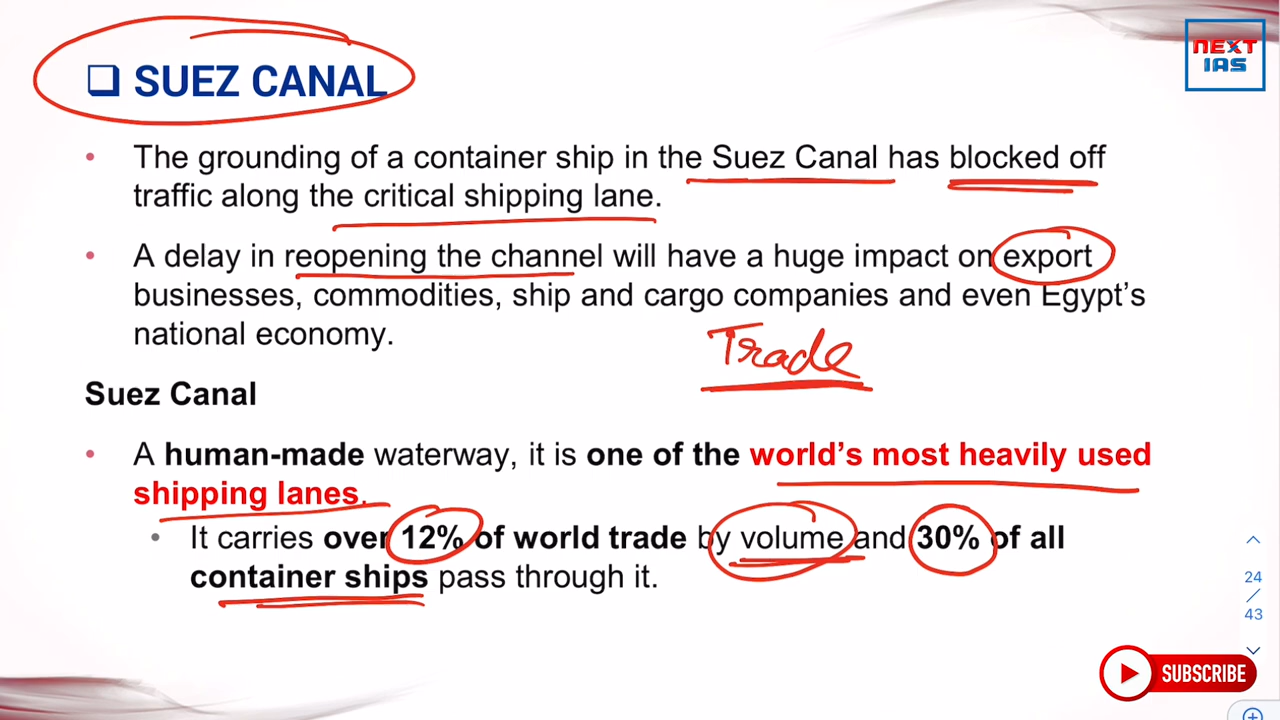 ❑ SUEZ CANAL
NEXT
IAS
• The grounding of a container ship in the Suez Canal has blocked off
traffic along the critical shipping lane.
• A delay in reopening the channel will have a huge impact on export
businesses, commodities, ship and cargo companies and even Egypt’s
national economy.
Trade
Suez Canal
• A human-made waterway, it is one of the world’s most heavily used
shipping lanes.
• It carries over 12% of world trade by volume and 30% of all
container ships pass through it.
24
/
43
SUBSCRIBE